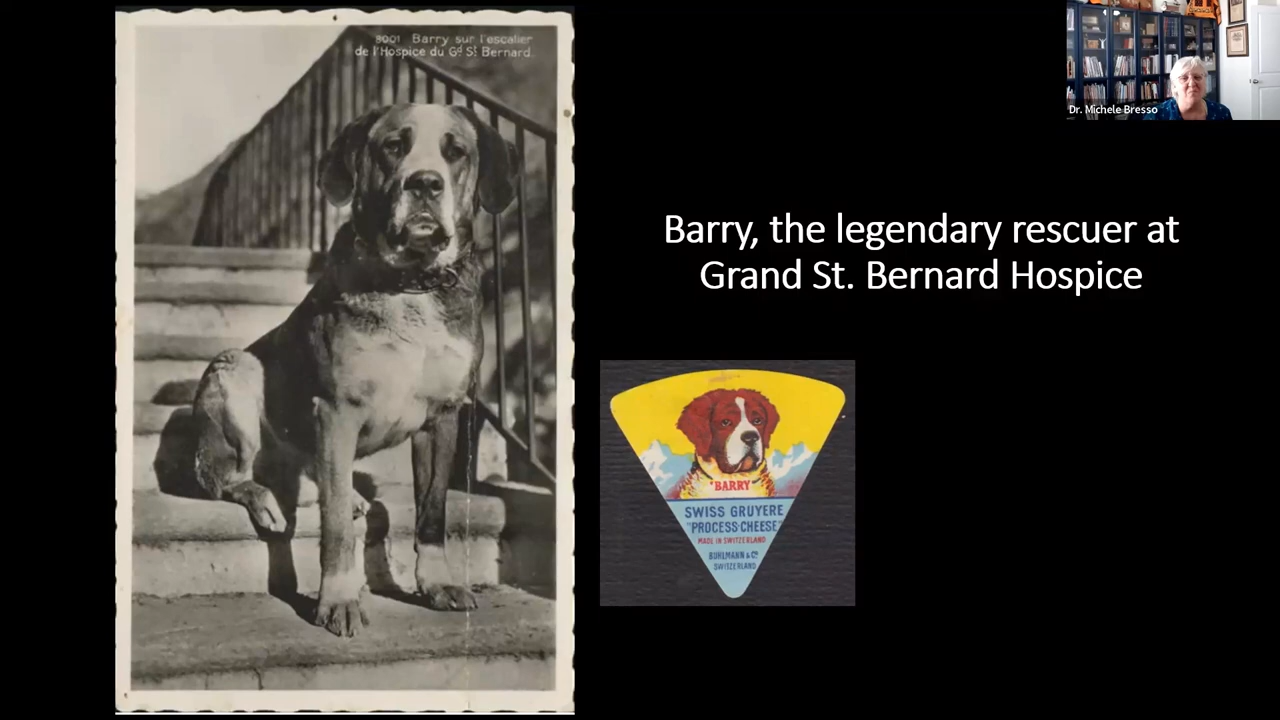 8001 Barry sur l'escalier
de l'Hospice du Gd St Bernard.
Dr. Michele Bresso
Barry, the legendary rescuer at
Grand St. Bernard Hospice
"BARRY
SWISS GRUYERE
"PROCESS-CHEESE"
MADE IN SWITZERLAND
BÜHLMANN & Co
SWITZERLAND